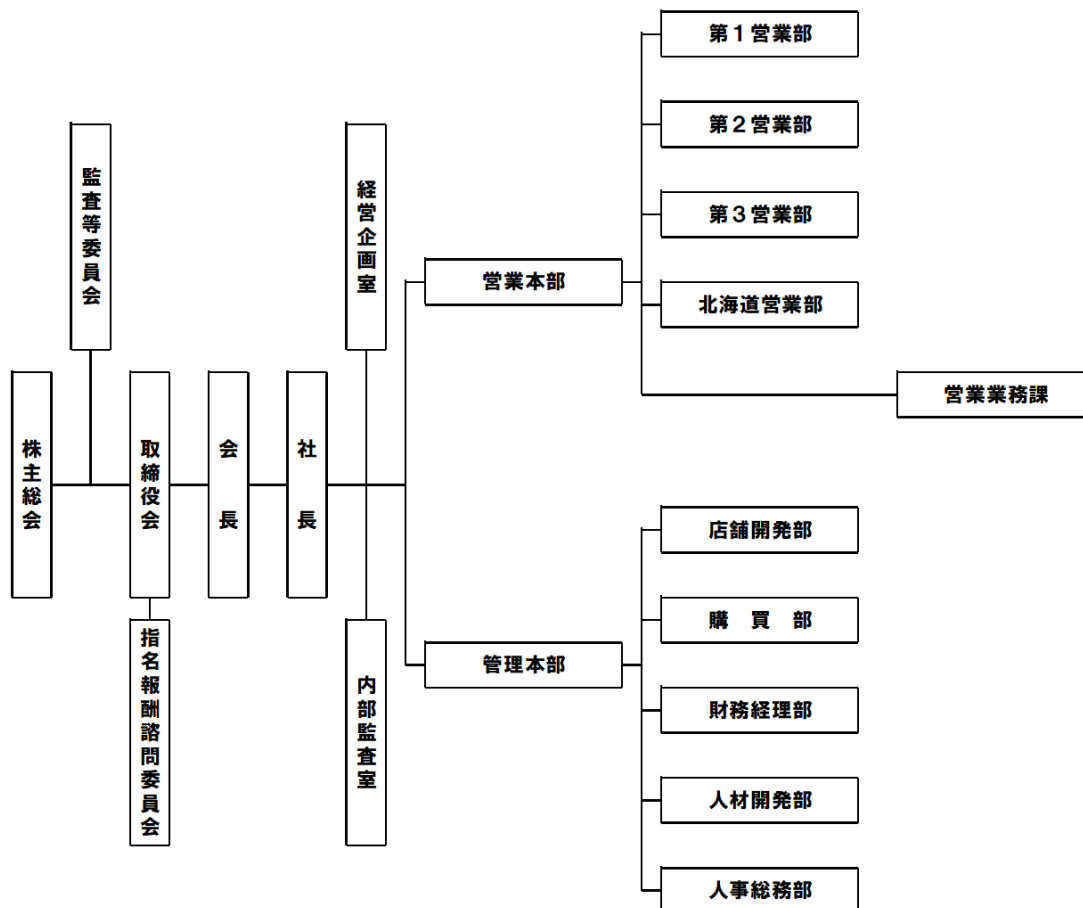 株主総会
監査等委員会
取締役会
指名報酬諮問委員会
会長
社長
経営企画室
内部監査室
営業本部
第１営業部
第２営業部
第３営業部
北海道営業部
営業業務課
管理本部
店舗開発部
購　買　部
財務経理部
人材開発部
人事総務部